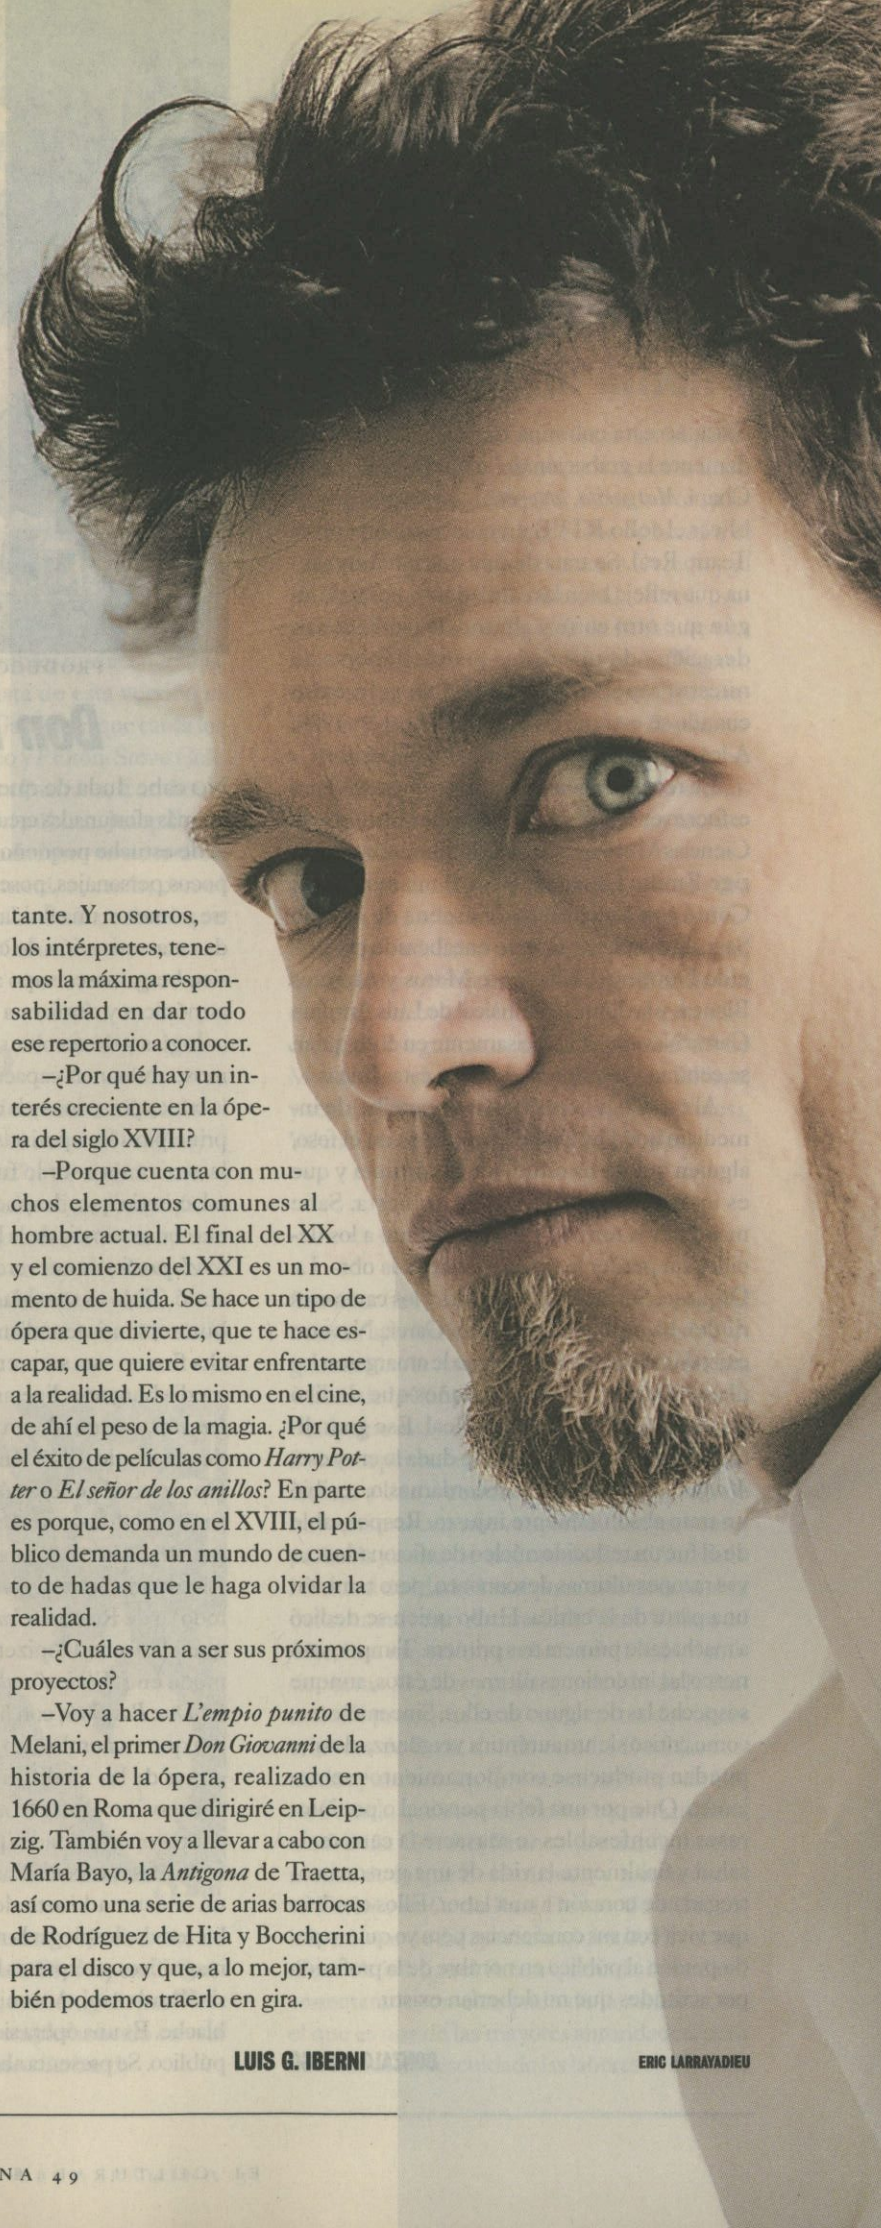 tante. Y nosotros,
los intérpretes, tene-
mos la máxima respon-
sabilidad en dar todo
ese repertorio a conocer.
–¿Por qué hay un in-
terés creciente en la ópe-
ra del siglo XVIII?
–Porque cuenta con mu-
chos elementos comunes al
hombre actual. El final del XX
y el comienzo del XXI es un mo-
mento de huida. Se hace un tipo de
ópera que divierte, que te hace es-
capar, que quiere evitar enfrentarte
a la realidad. Es lo mismo en el cine,
de ahí el peso de la magia. ¿Por qué
el éxito de películas como Harry Pot-
ter o El señor de los anillos? En parte
es porque, como en el XVIII, el pú-
blico demanda un mundo de cuen-
to de hadas que le haga olvidar la
realidad.
–¿Cuáles van a ser sus próximos
proyectos?
–Voy a hacer L'empio punito de
Melani, el primer Don Giovanni de la
historia de la ópera, realizado en
1660 en Roma que dirigiré en Leip-
zig. También voy a llevar a cabo con
María Bayo, la Antigona de Traetta,
así como una serie de arias barrocas
de Rodríguez de Hita y Boccherini
para el disco y que, a lo mejor, tam-
bién podemos traerlo en gira.
LUIS G. IBERNI
ERIC LARRAYADIEU
NA 49